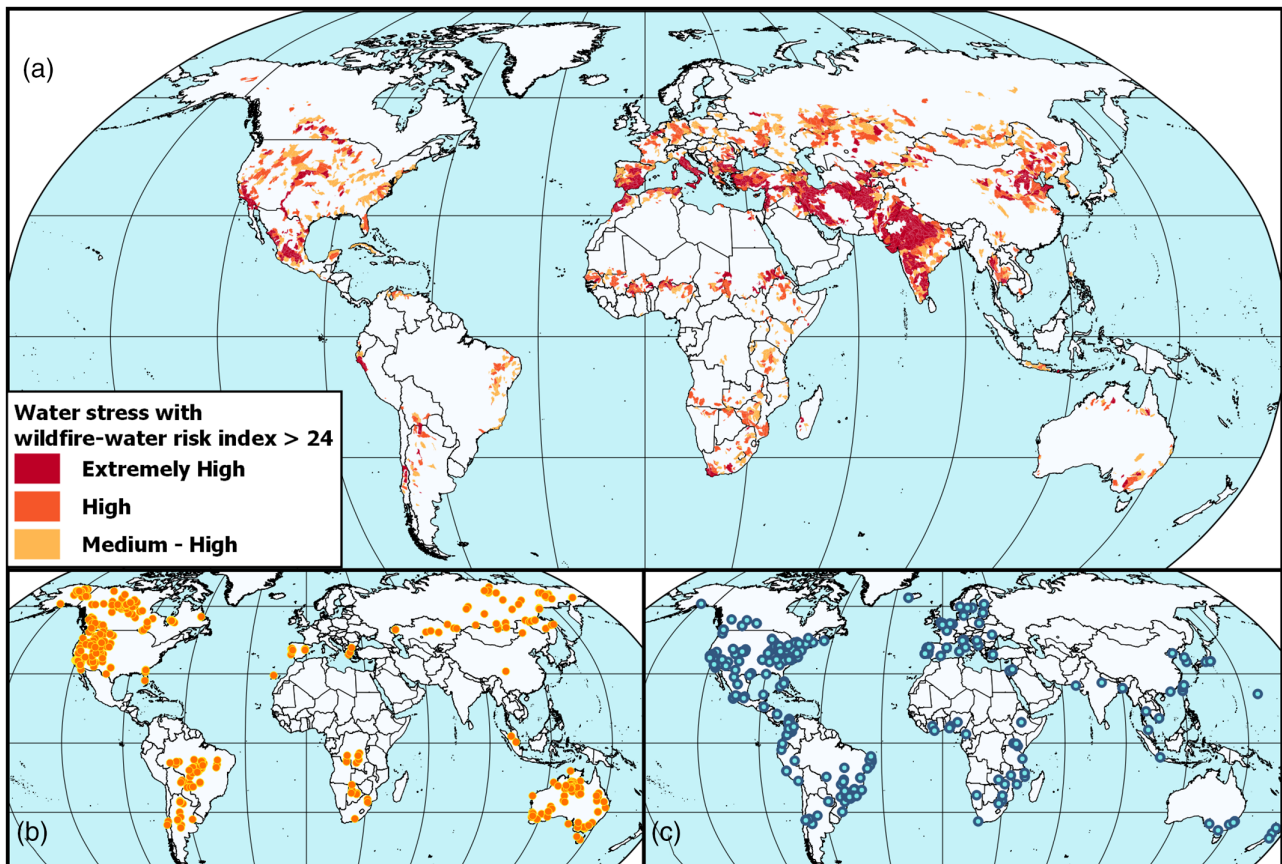 (a)
Water stress with
wildfire-water risk index > 24
Extremely High
High
Medium - High
(b)
(c)